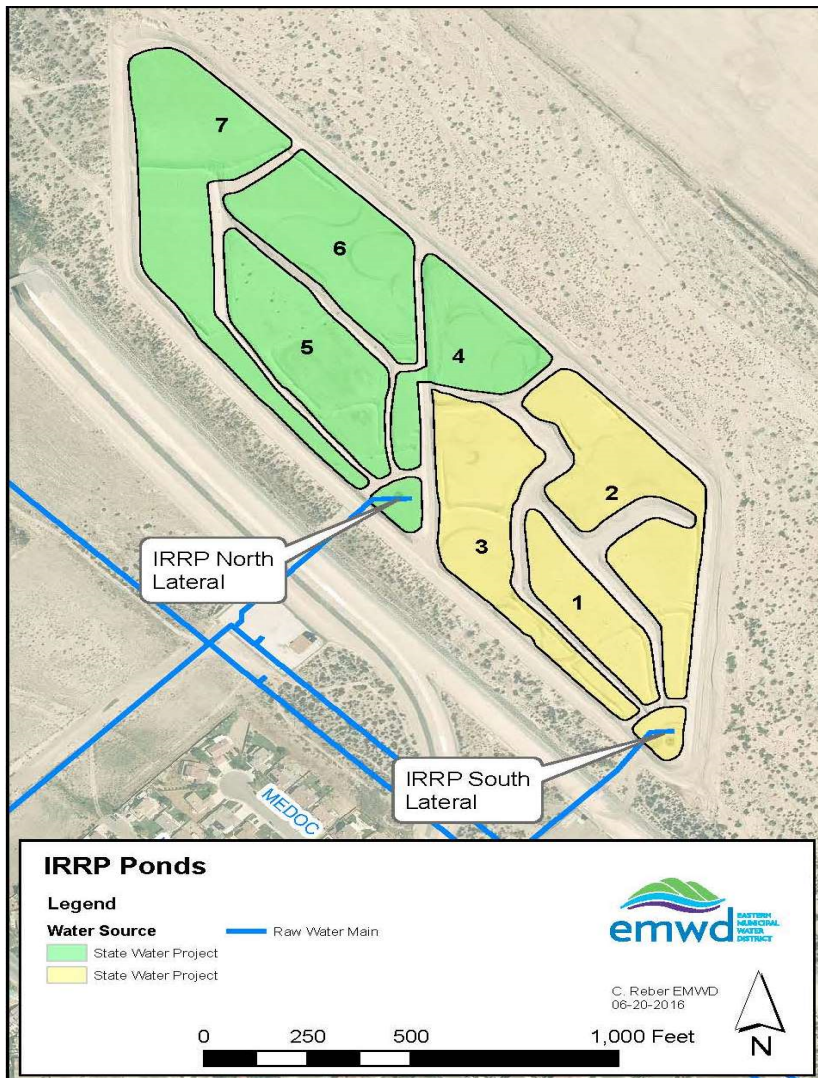 7
6
5
4
2
3
1
IRRP North
Lateral
IRRP South
Lateral
MEDOC
IRRP Ponds
Legend
Water Source
Raw Water Main
State Water Project
State Water Project
emwd
EASTERN
MUNICIPAL
WATER
DISTRICT
C. Reber EMWD
06-20-2016
0 250 500 1,000 Feet
N